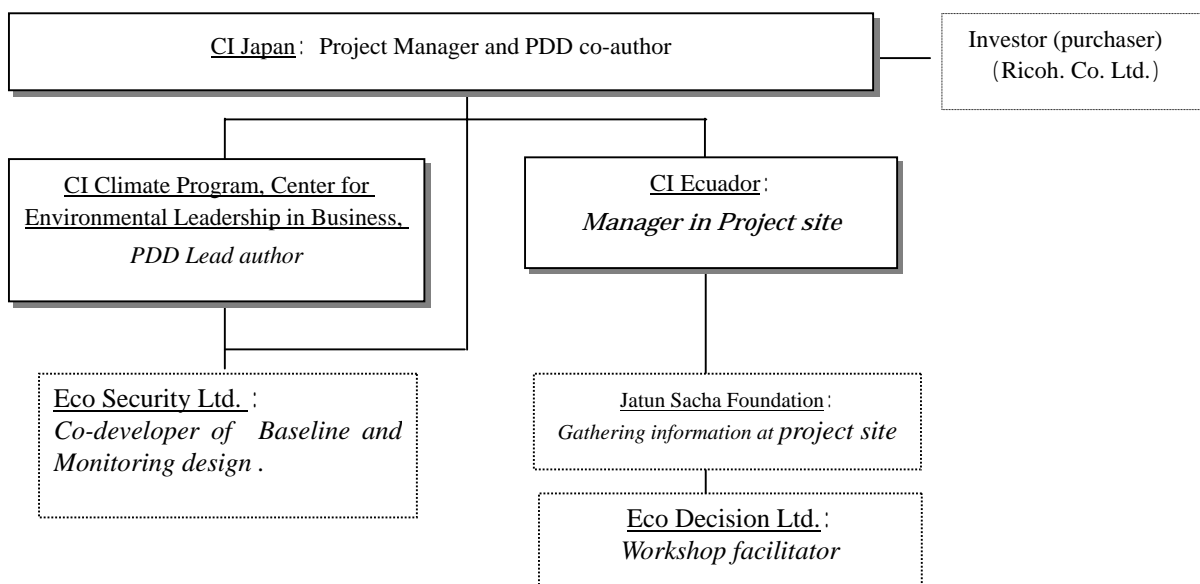 CI Japan: Project Manager and PDD co-author
Investor (purchaser)
(Ricoh. Co. Ltd.)
CI Climate Program, Center for
Environmental Leadership in Business,
PDD Lead author
CI Ecuador:
Manager in Project site
Eco Security Ltd. :
Co-developer of Baseline and
Monitoring design .
Jatun Sacha Foundation:
Gathering information at project site
Eco Decision Ltd.:
Workshop facilitator